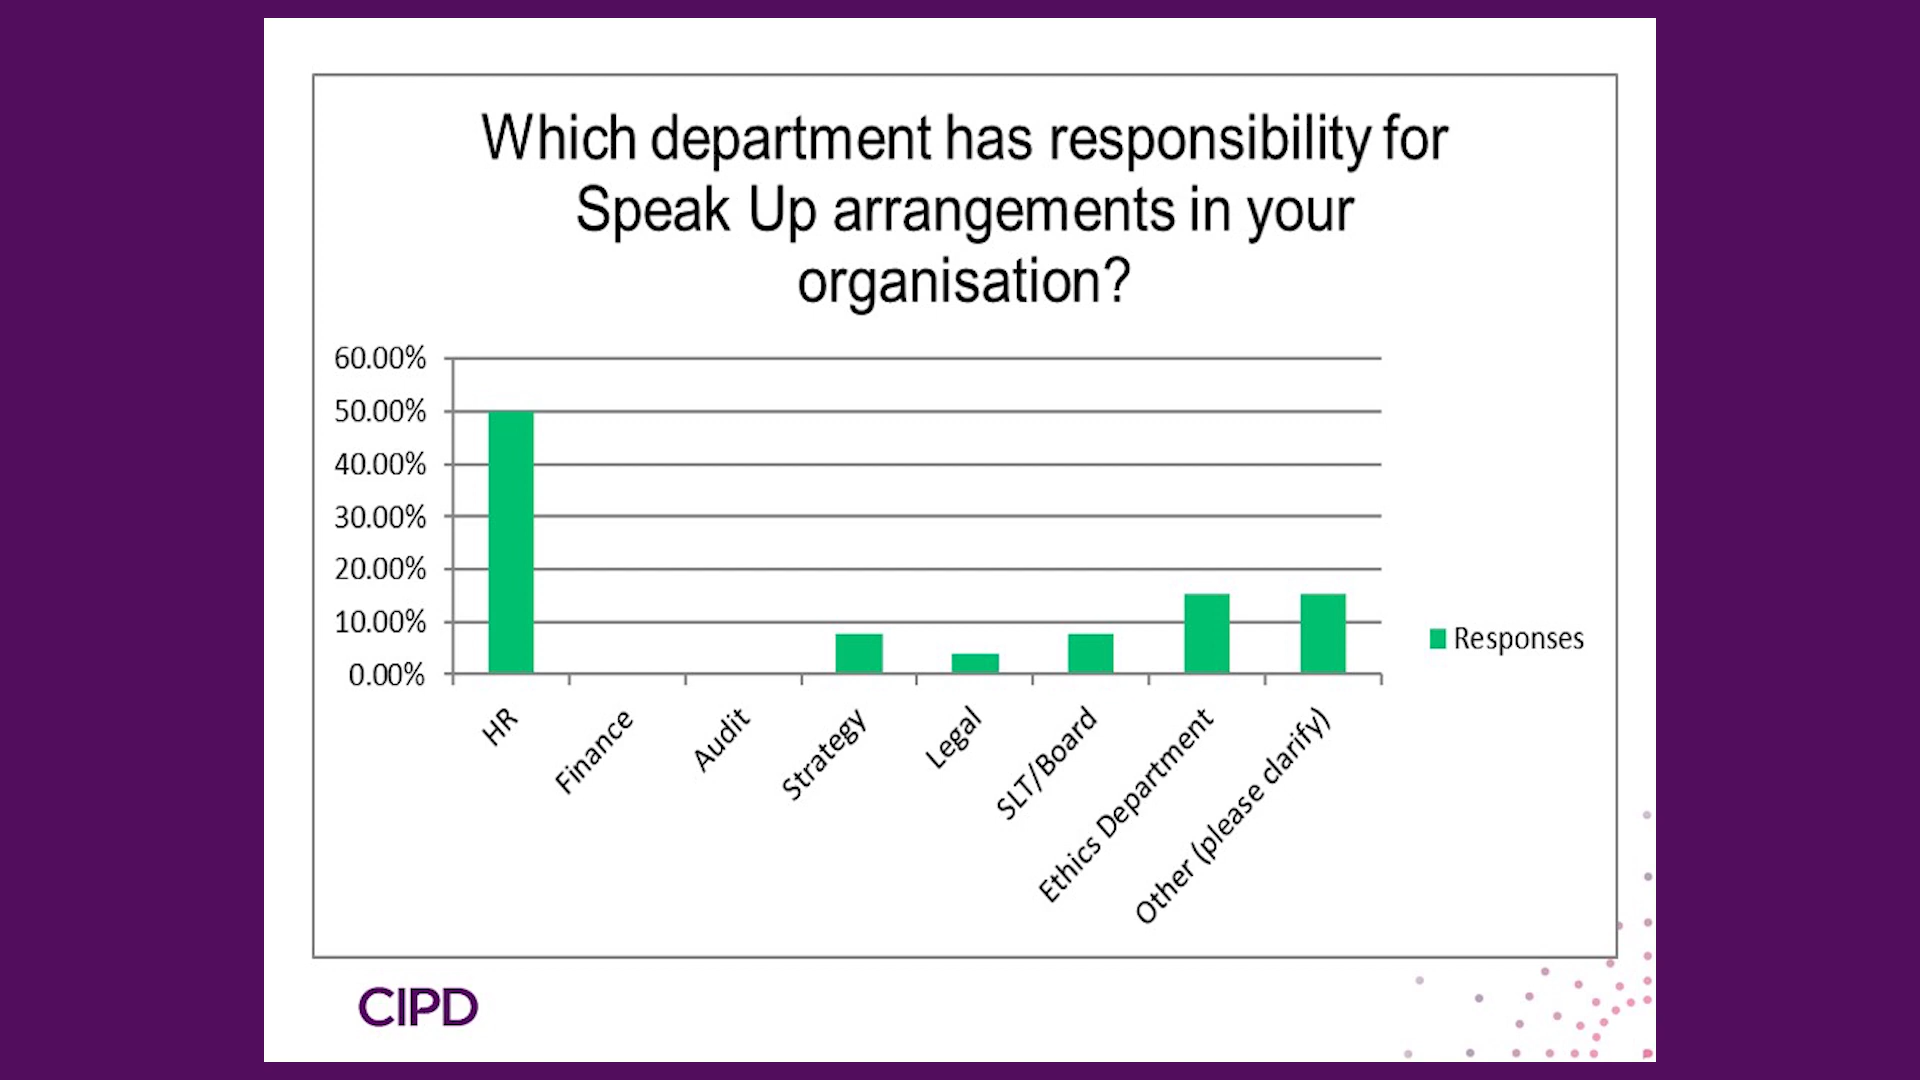 Which department has responsibility for
Speak Up arrangements in your
organisation?
60.00%
50.00%
40.00%
30.00%
20.00%
10.00%
0.00%
HR
Finance
Audit
Strategy
Legal
SLT/Board
Ethics Department
Other (please clarify)
Responses
CIPD